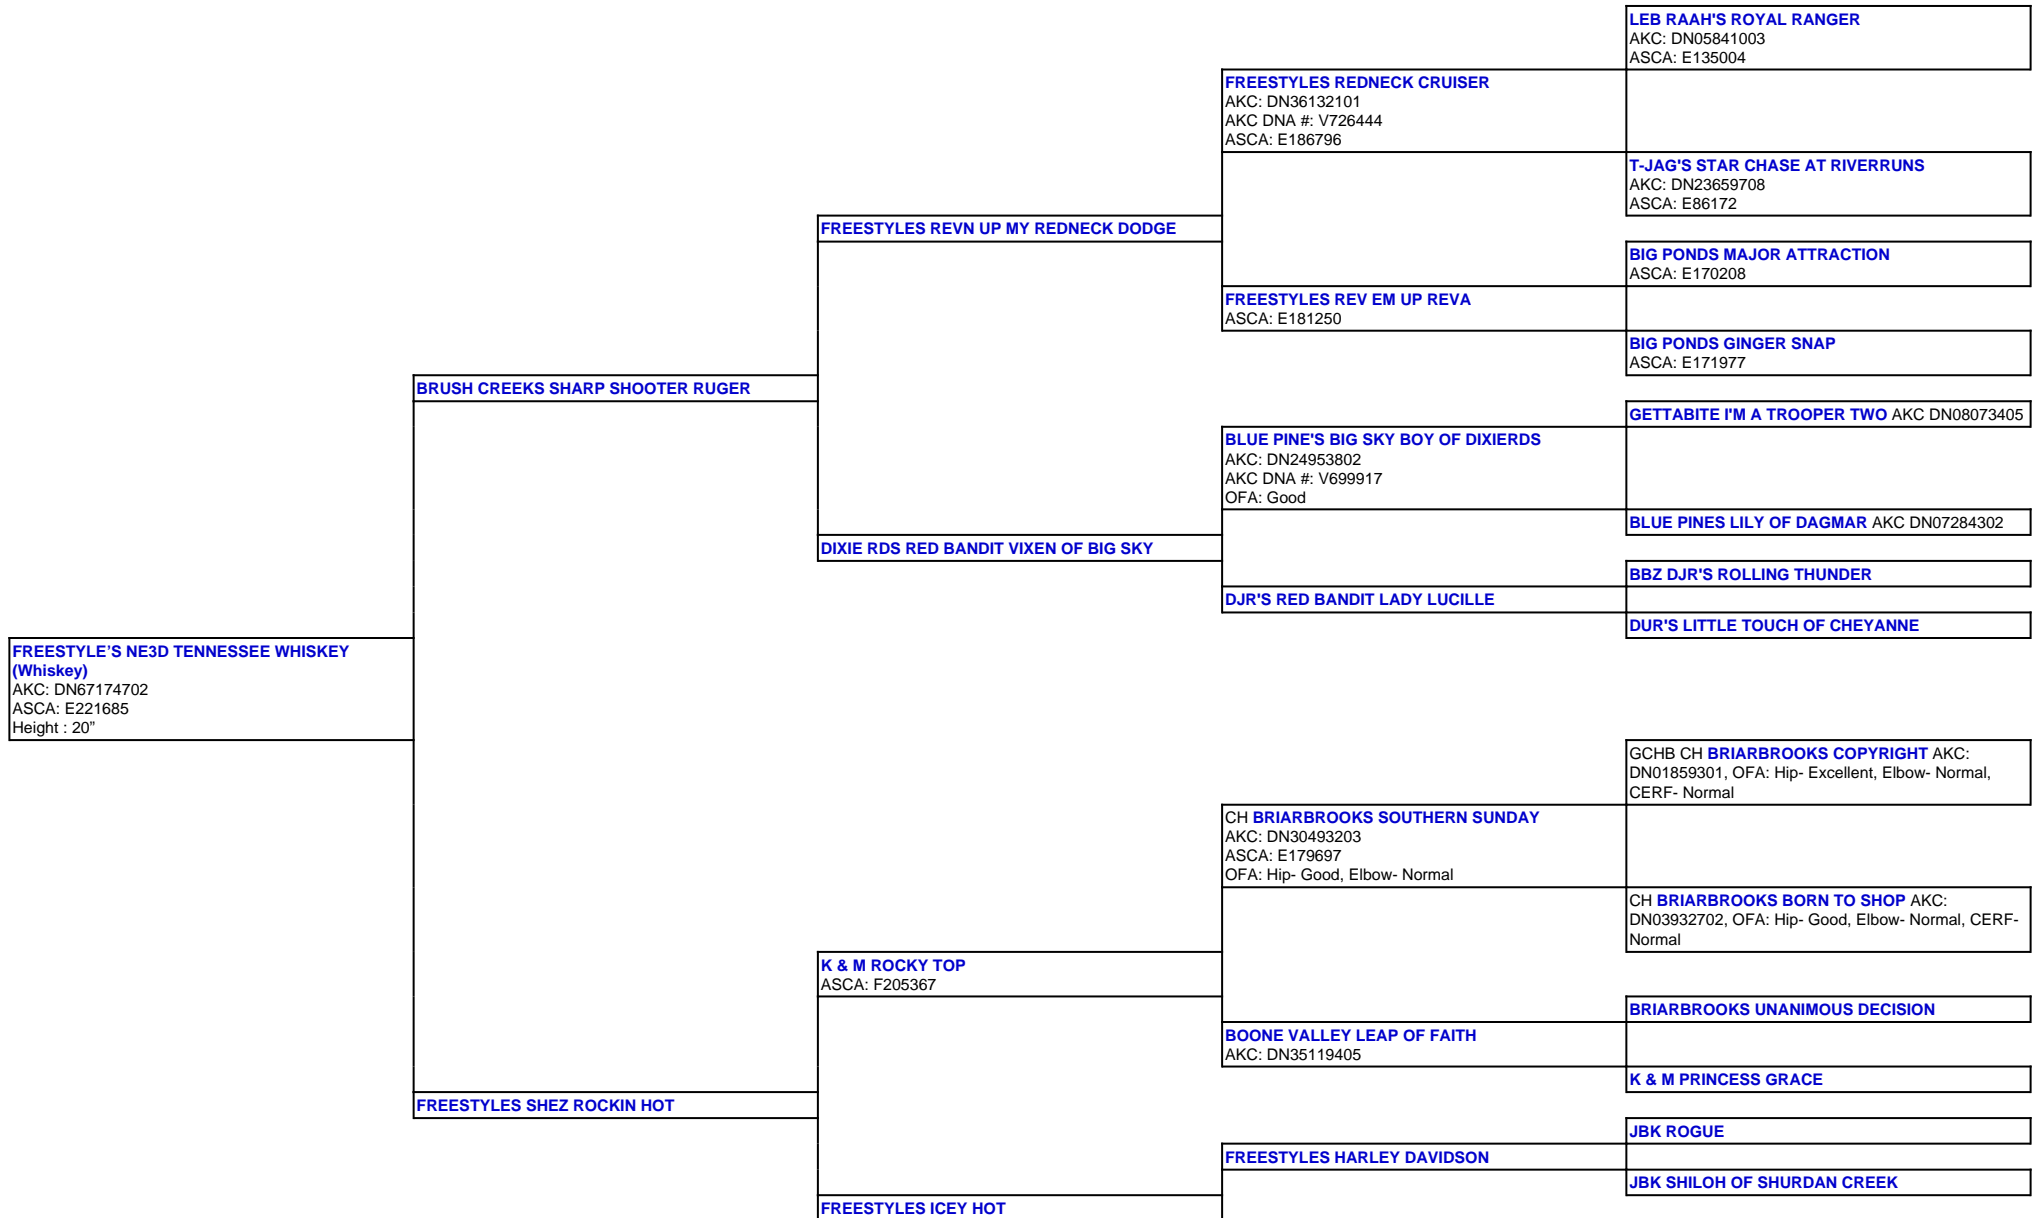 LEB RAAH'S ROYAL RANGER
AKC: DN05841003
ASCA: E135004
FREESTYLES REDNECK CRUISER
AKC: DN36132101
AKC DNA #: V726444
ASCA: E186796
T-JAG'S STAR CHASE AT RIVERRUNS
AKC: DN23659708
ASCA: E86172
FREESTYLES REVN UP MY REDNECK DODGE
BIG PONDS MAJOR ATTRACTION
ASCA: E170208
FREESTYLES REV EM UP REVA
ASCA: E181250
BIG PONDS GINGER SNAP
ASCA: E171977
BRUSH CREEKS SHARP SHOOTER RUGER
GETTABITE I'M A TROOPER TWO AKC DN08073405
BLUE PINE'S BIG SKY BOY OF DIXIERDS
AKC: DN24953802
AKC DNA #: V699917
OFA: Good
BLUE PINES LILY OF DAGMAR AKC DN07284302
DIXIE RDS RED BANDIT VIXEN OF BIG SKY
BBZ DJR'S ROLLING THUNDER
DJR'S RED BANDIT LADY LUCILLE
DUR'S LITTLE TOUCH OF CHEYANNE
FREESTYLE’S NE3D TENNESSEE WHISKEY
(Whiskey)
AKC: DN67174702
ASCA: E221685
Height : 20”
GCHB CH BRIARBROOKS COPYRIGHT AKC:
DN01859301, OFA: Hip- Excellent, Elbow- Normal,
CERF- Normal
CH BRIARBROOKS SOUTHERN SUNDAY
AKC: DN30493203
ASCA: E179697
OFA: Hip- Good, Elbow- Normal
CH BRIARBROOKS BORN TO SHOP AKC:
DN03932702, OFA: Hip- Good, Elbow- Normal, CERF-
Normal
K & M ROCKY TOP
ASCA: F205367
BRIARBROOKS UNANIMOUS DECISION
BOONE VALLEY LEAP OF FAITH
AKC: DN35119405
K & M PRINCESS GRACE
FREESTYLES SHEZ ROCKIN HOT
JBK ROGUE
FREESTYLES HARLEY DAVIDSON
JBK SHILOH OF SHURDAN CREEK
FREESTYLES ICEY HOT